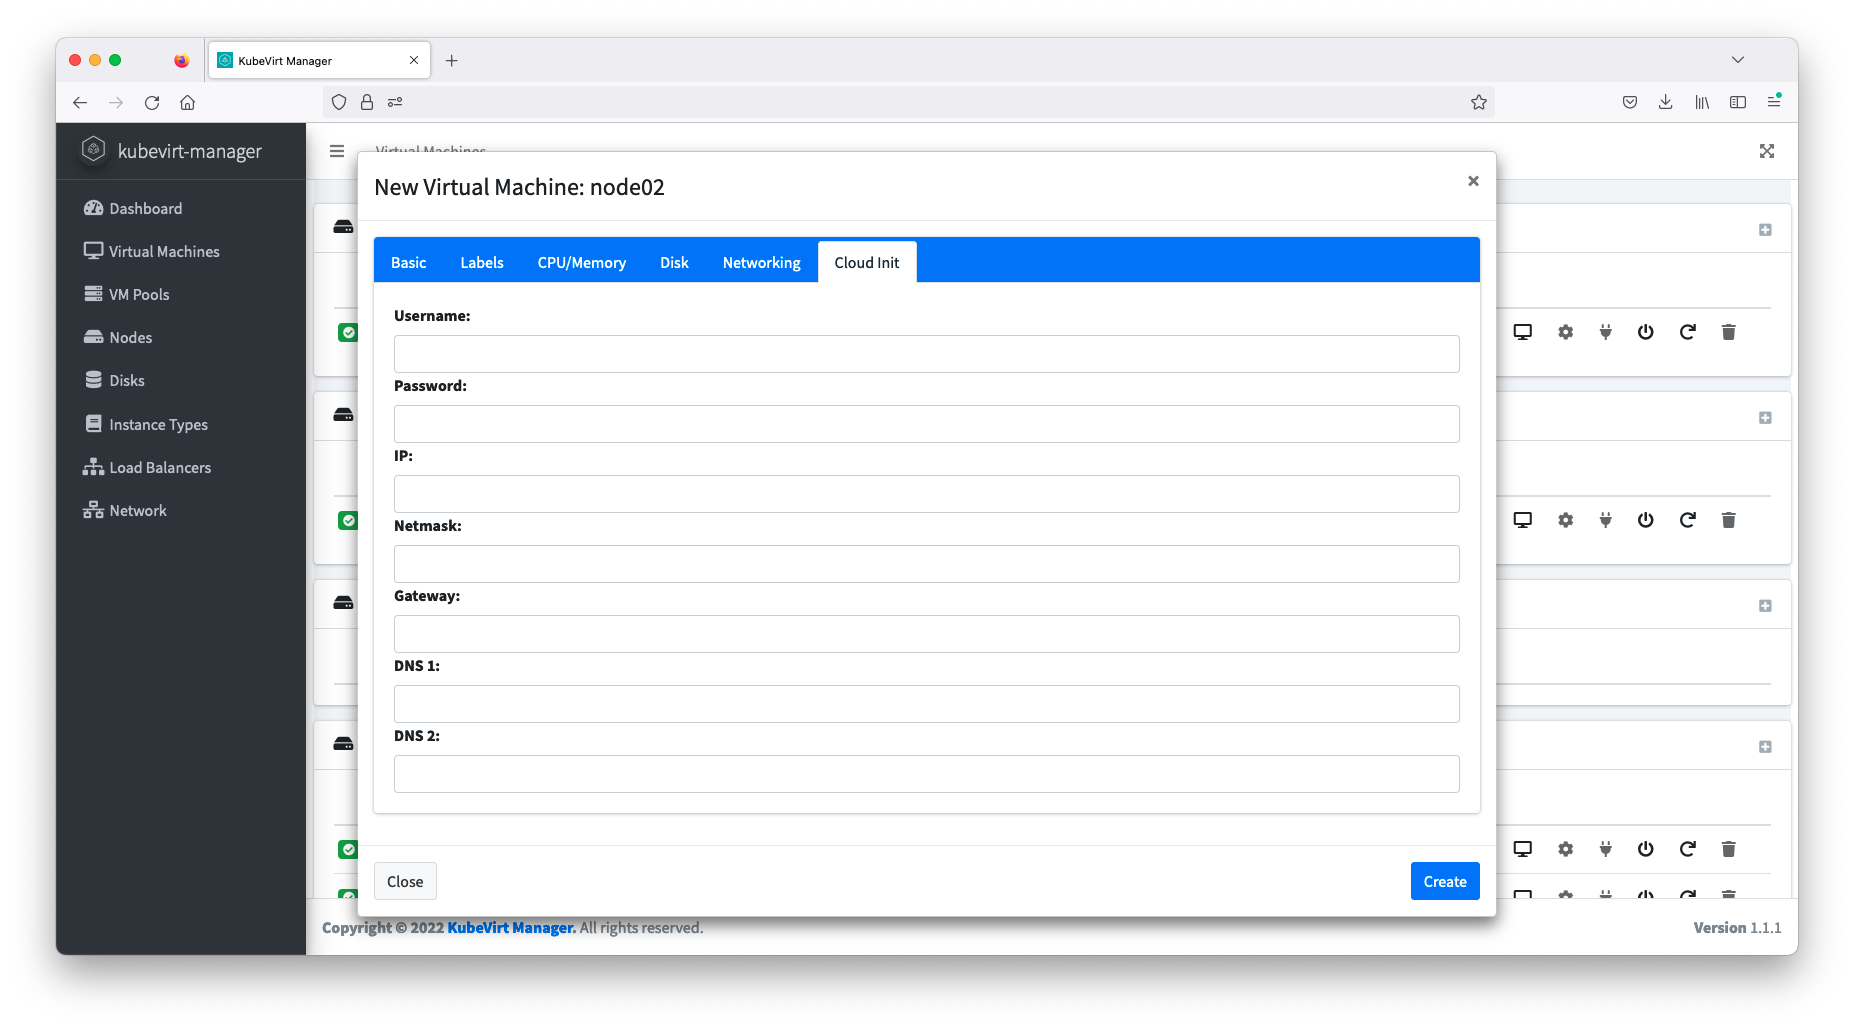 KubeVirt Manager
kubevirt-manager
Virtual Machines
Dashboard
Virtual Machines
VM Pools
Nodes
Disks
Instance Types
Load Balancers
Network
New Virtual Machine: node02
Basic Labels CPU/Memory Disk Networking Cloud Init
Username:
Password:
IP:
Netmask:
Gateway:
DNS 1:
DNS 2:
Close Create
Copyright © 2022 KubeVirt Manager. All rights reserved. Version 1.1.1